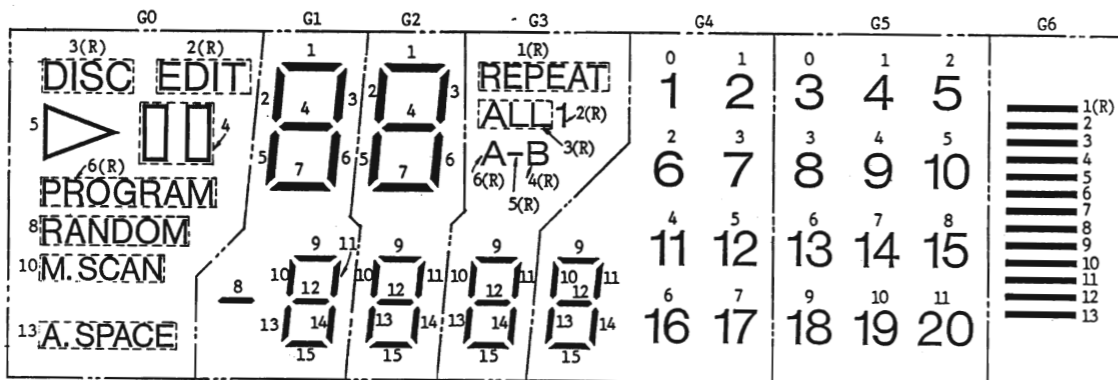 G0 G1 G2 G3 G4 G5 G6
3(R) 2(R) 1 1 1(R) 0 1 0 1 2
DISC EDIT REPEAT 1 2 3 4 5
2 3 2 3 1(R)
4 4 ALL 1 2(R) 2
5 4 3(R) 3
2 3 3 4 5 4
6(R) 5 6 5 6 A-B 6 7 8 9 10 5
7 7 6(R) 4(R) 6
PROGRAM 5(R) 7
8 RANDOM 4 5 6 7 8 8
9 11 9 9 9 11 12 13 14 15 9
10 M.SCAN 10 10 11 10 11 10 11 10
8 12 12 12 12 6 7 9 10 11 11
13 14 13 14 13 14 13 14 16 17 18 19 20 12
13 A.SPACE 13
15 15 15 15